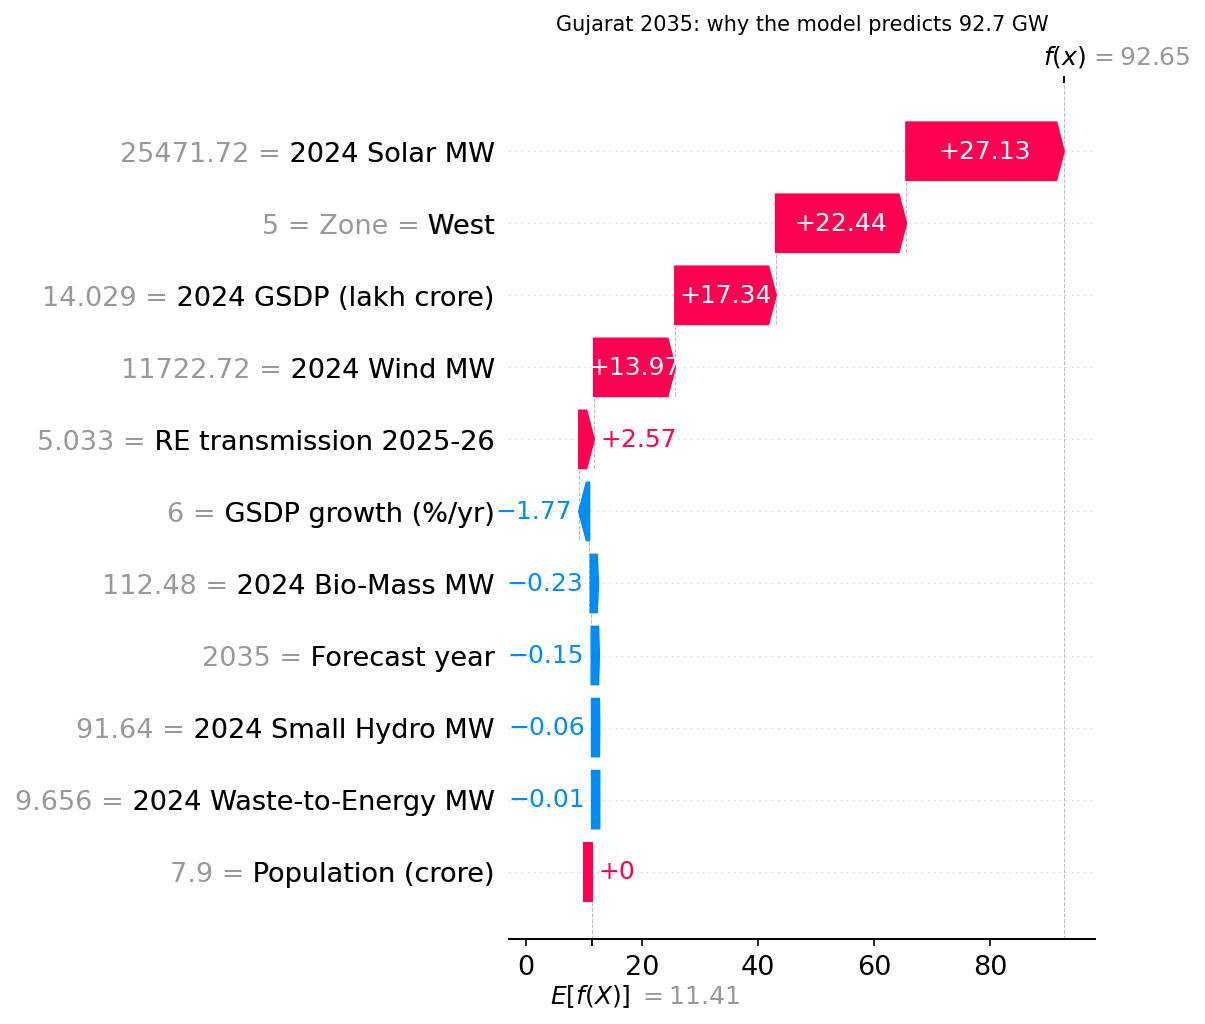 Gujarat 2035: why the model predicts 92.7 GW
f(x) = 92.65
25471.72 = 2024 Solar MW +27.13
5 = Zone = West +22.44
14.029 = 2024 GSDP (lakh crore) +17.34
11722.72 = 2024 Wind MW +13.97
5.033 = RE transmission 2025-26 +2.57
6 = GSDP growth (%/yr) −1.77
112.48 = 2024 Bio-Mass MW −0.23
2035 = Forecast year −0.15
91.64 = 2024 Small Hydro MW −0.06
9.656 = 2024 Waste-to-Energy MW −0.01
7.9 = Population (crore) +0
0 20 40 60 80
E[f(X)] = 11.41